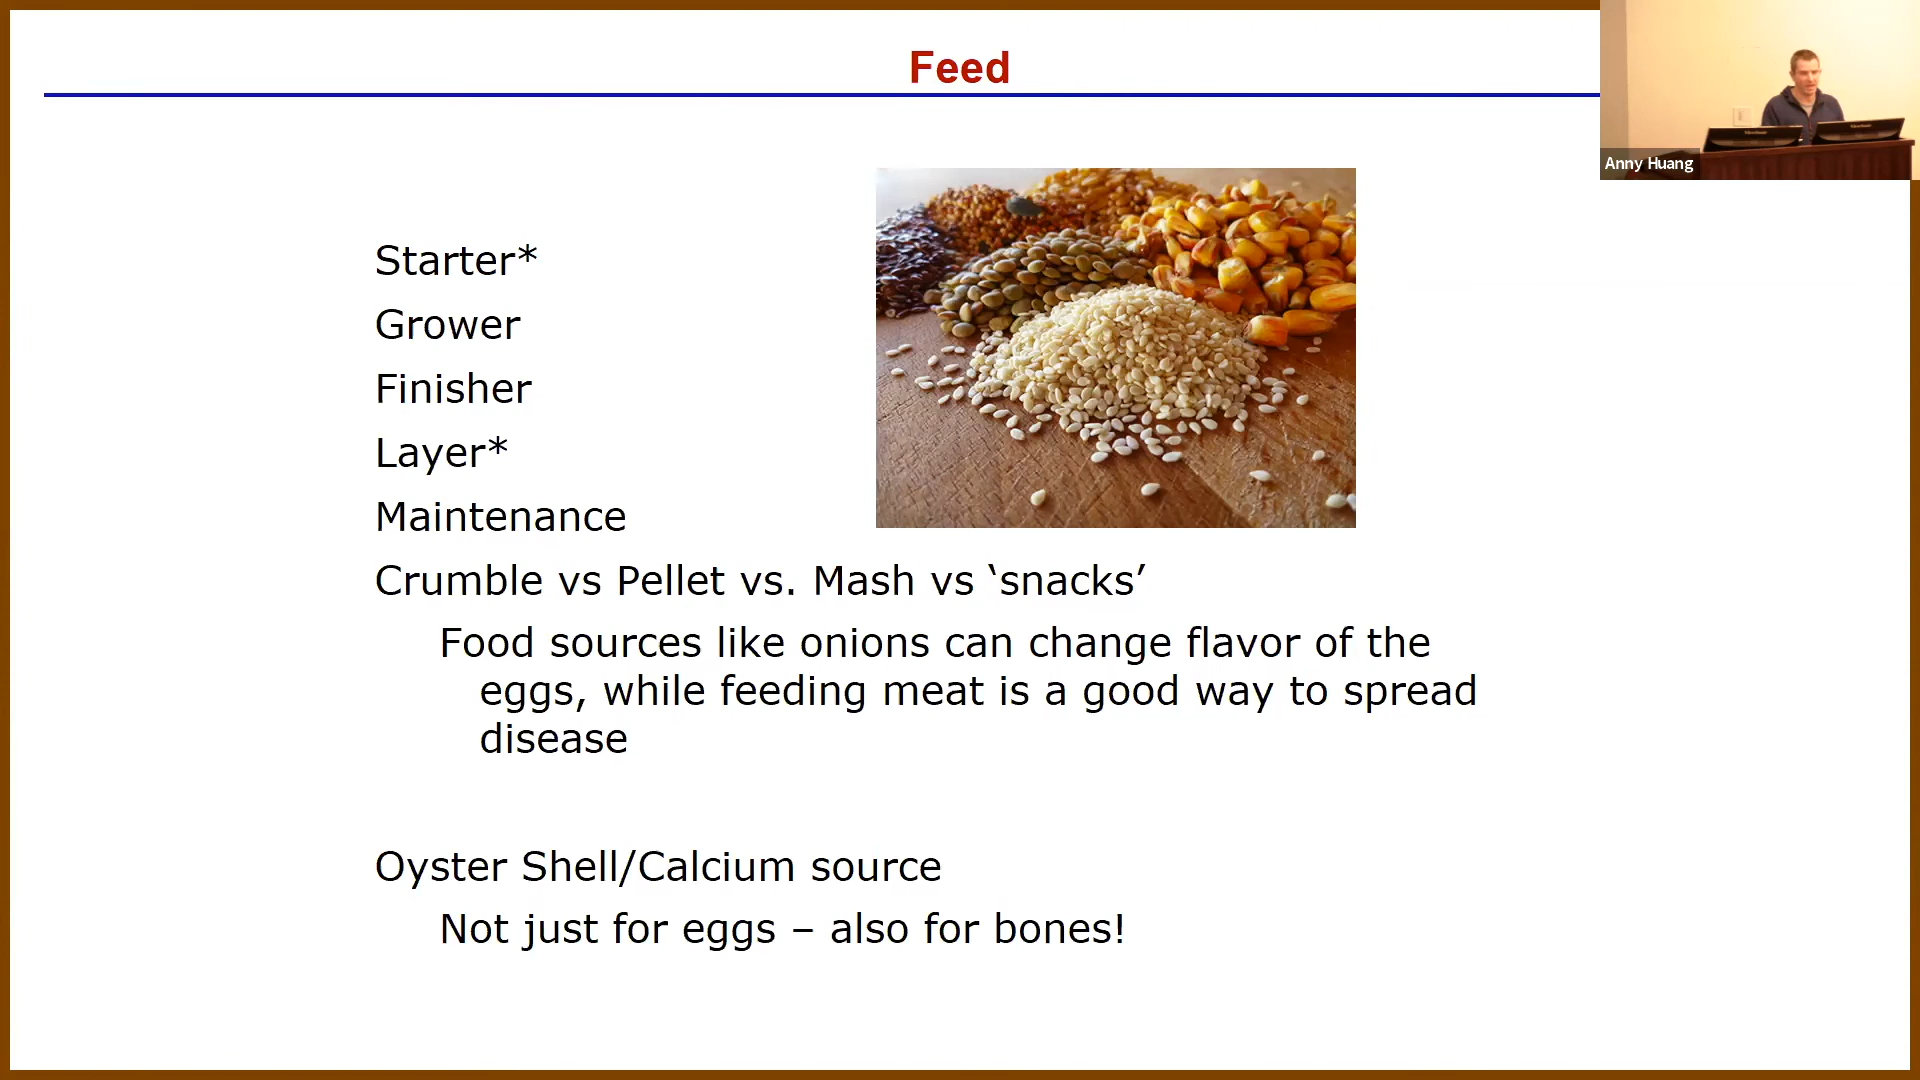 Feed
Anny Huang
Starter*
Grower
Finisher
Layer*
Maintenance
Crumble vs Pellet vs. Mash vs ‘snacks’
Food sources like onions can change flavor of the
eggs, while feeding meat is a good way to spread
disease
Oyster Shell/Calcium source
Not just for eggs – also for bones!